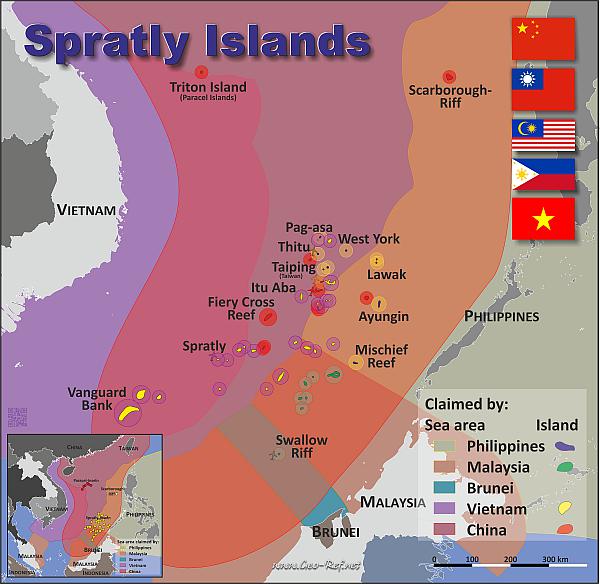 Spratly Islands
Triton Island
(Paracel Islands)
Scarborough-
Riff
VIETNAM
Pag-asa
West York
Thitu
Taiping
(Taiwan)
Lawak
Itu Aba
Fiery Cross
Reef
Ayungin
PHILIPPINES
Spratly
Mischief
Reef
Vanguard
Bank
Claimed by:
Sea area Island
Philippines
Malaysia
Brunei
Vietnam
China
Swallow
Riff
MALAYSIA
BRUNEI
0 100 200 300 km
www.Geo-Ref.net
CHINA
TAIWAN
Paracel-Inseln
Scarborough-
Riff
VIETNAM
PHILIPPINES
BRUNEI
MALAYSIA
MALAYSIA
INDONESIA
INDONESIA
Sea area claimed by:
Philippines
Malaysia
Brunei
Vietnam
China